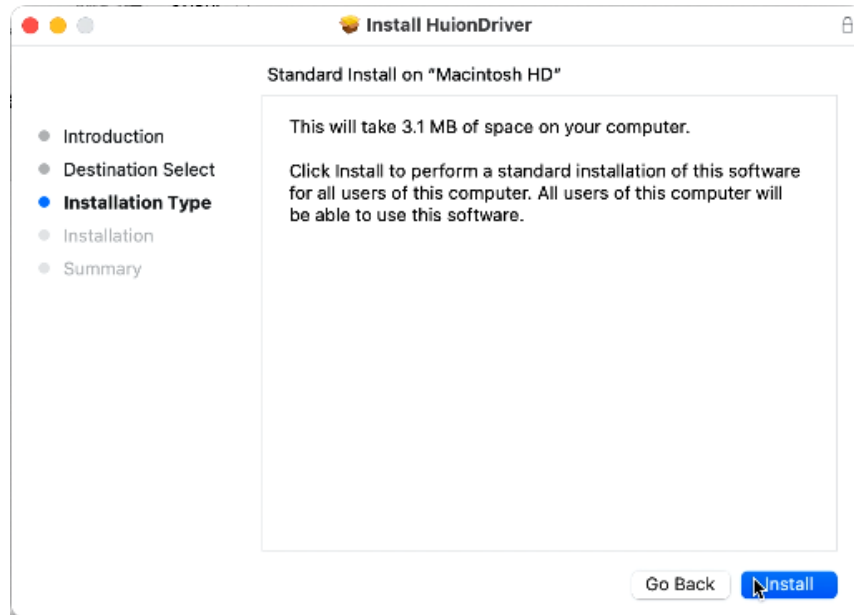 Install HuionDriver
Standard Install on “Macintosh HD”
Introduction
Destination Select
Installation Type
Installation
Summary
This will take 3.1 MB of space on your computer.
Click Install to perform a standard installation of this software
for all users of this computer. All users of this computer will
be able to use this software.
Go Back
Install